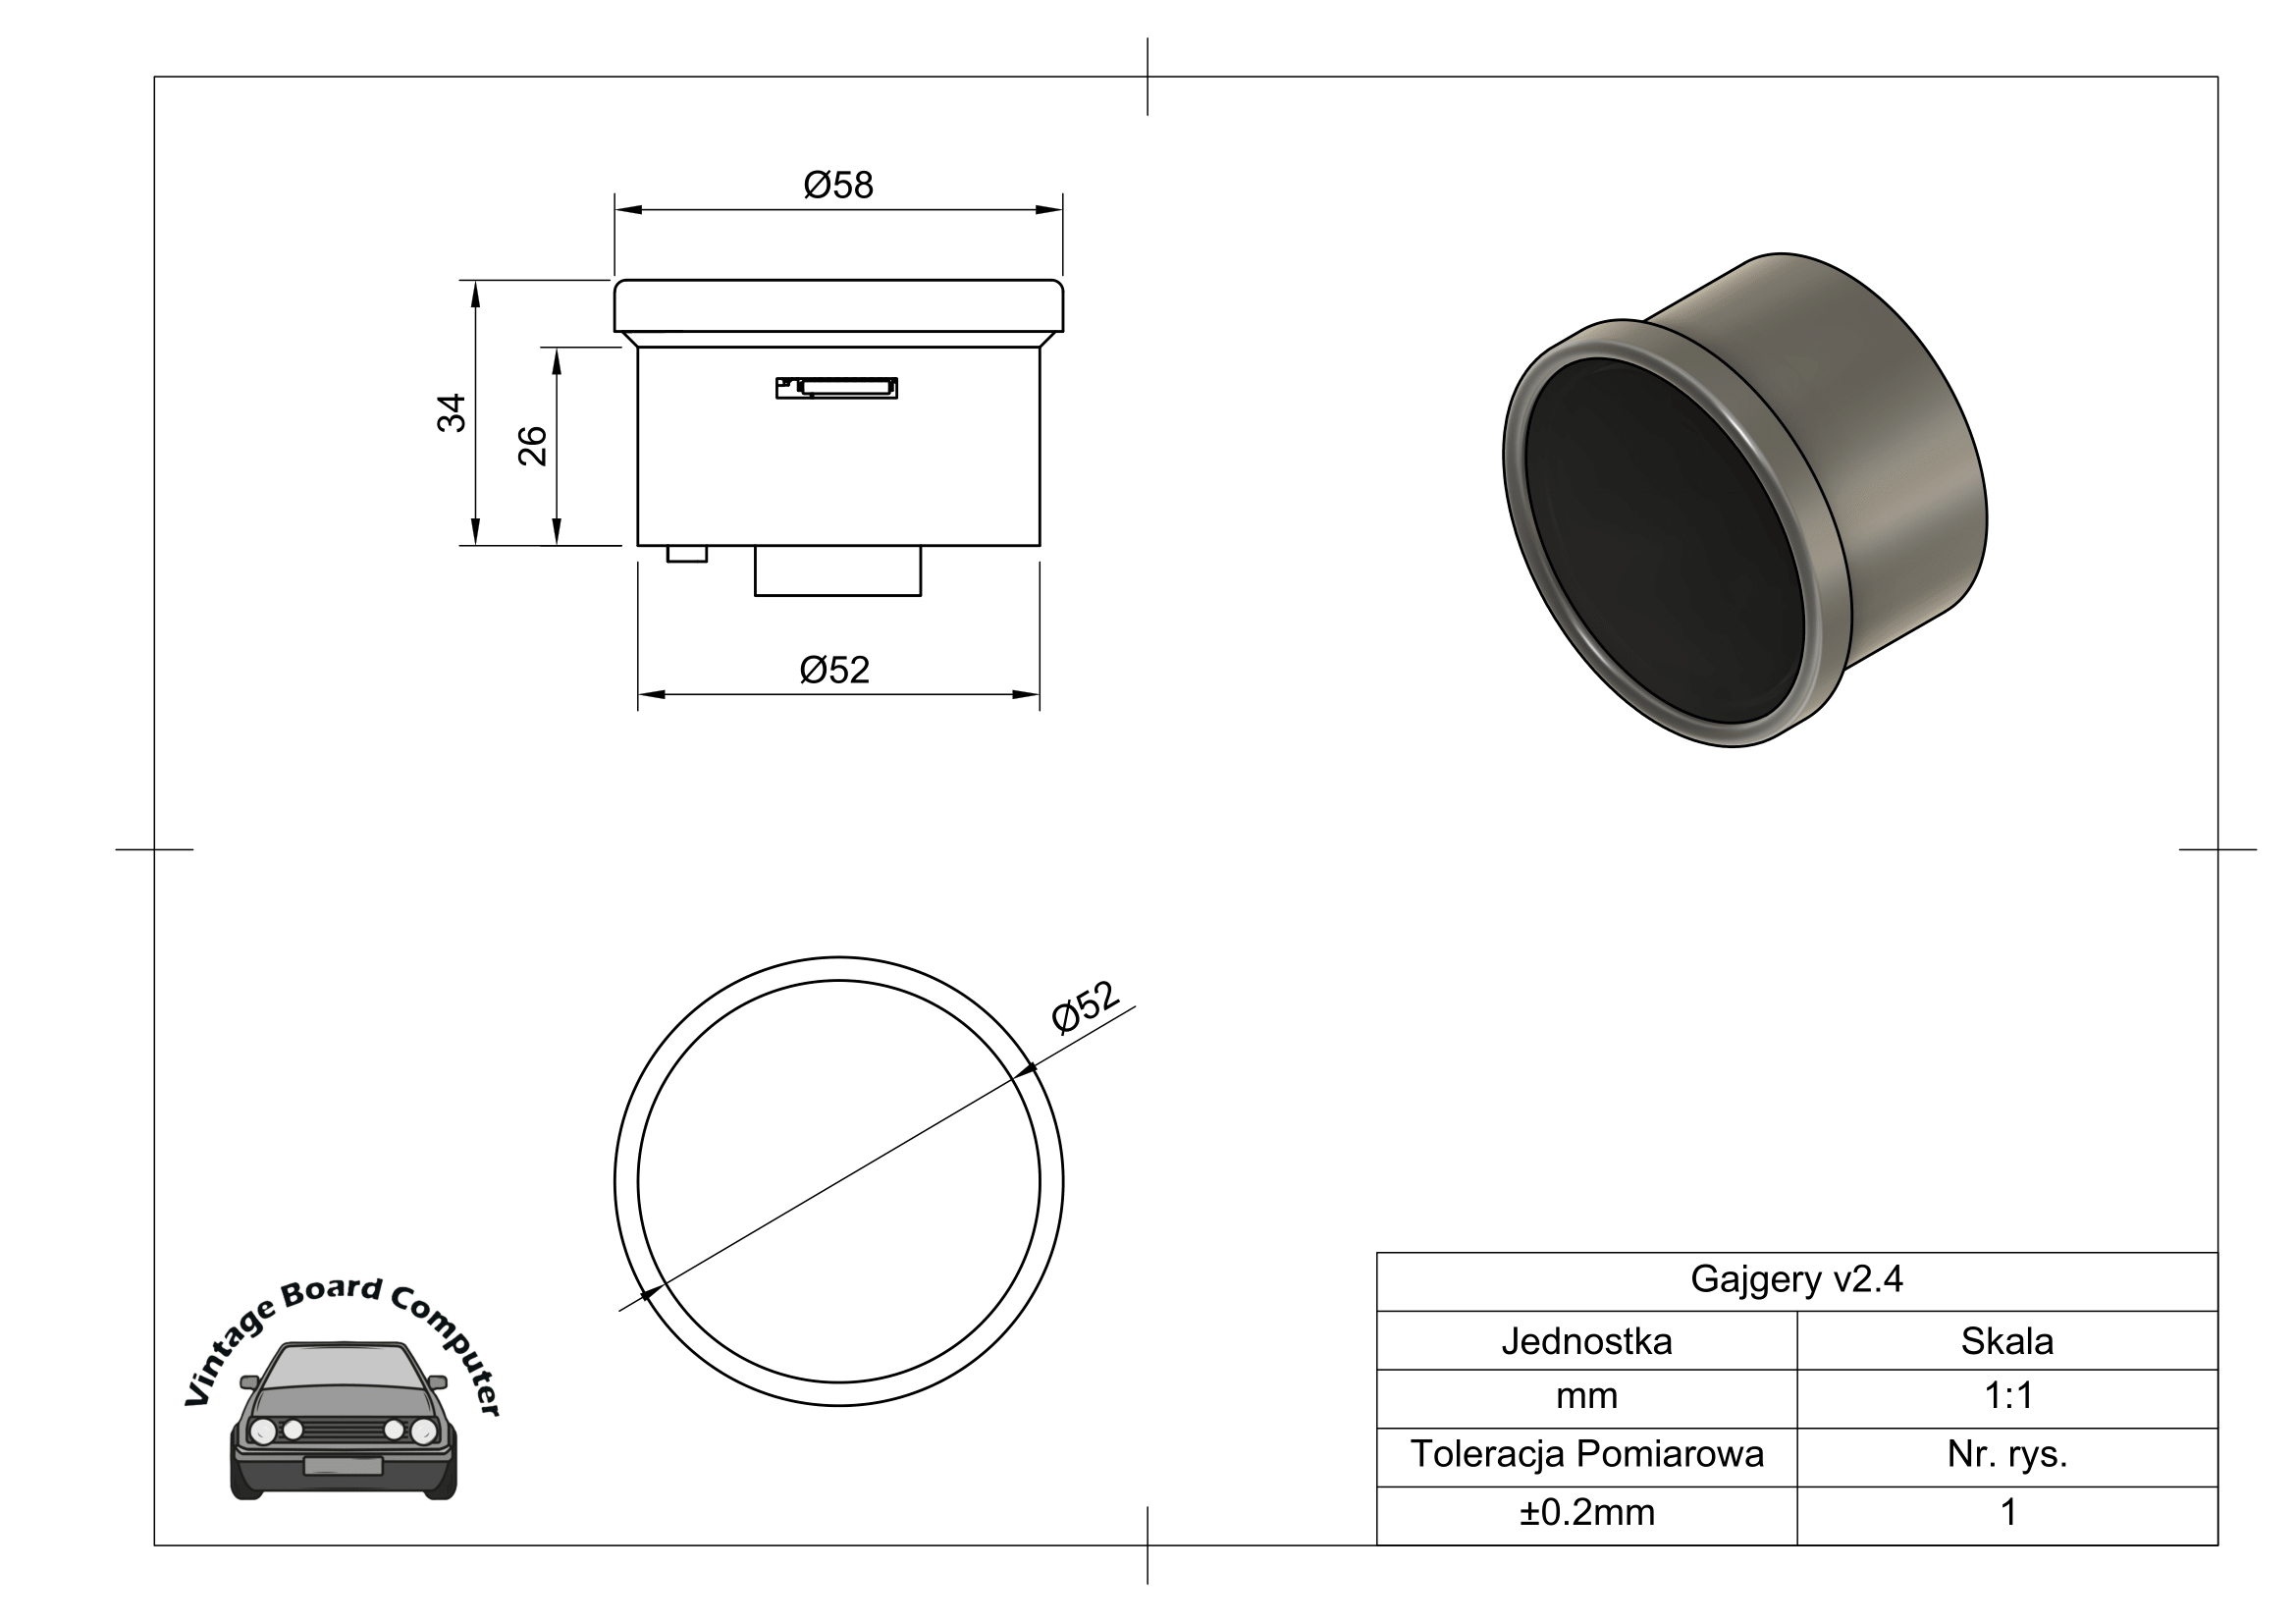 Ø58
34
26
Ø52
Ø52
Vintage Board Computer
Gajgery v2.4
Jednostka
Skala
mm
1:1
Toleracja Pomiarowa
Nr. rys.
±0.2mm
1